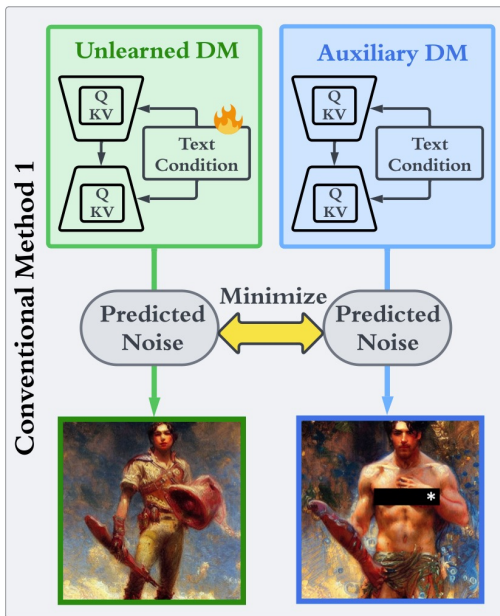 Conventional Method 1
Unlearned DM
Q
KV
Text
Condition
Q
KV
Auxiliary DM
Q
KV
Text
Condition
Q
KV
Minimize
Predicted
Noise
Predicted
Noise
*